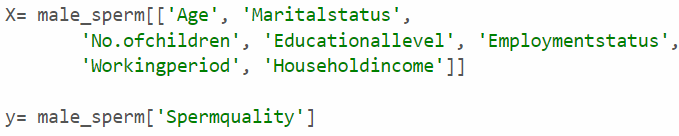 X= male_sperm[['Age', 'Maritalstatus',
'No.ofchildren', 'Educationallevel', 'Employmentstatus',
'Workingperiod', 'Householdincome']]
y= male_sperm['Spermquality']